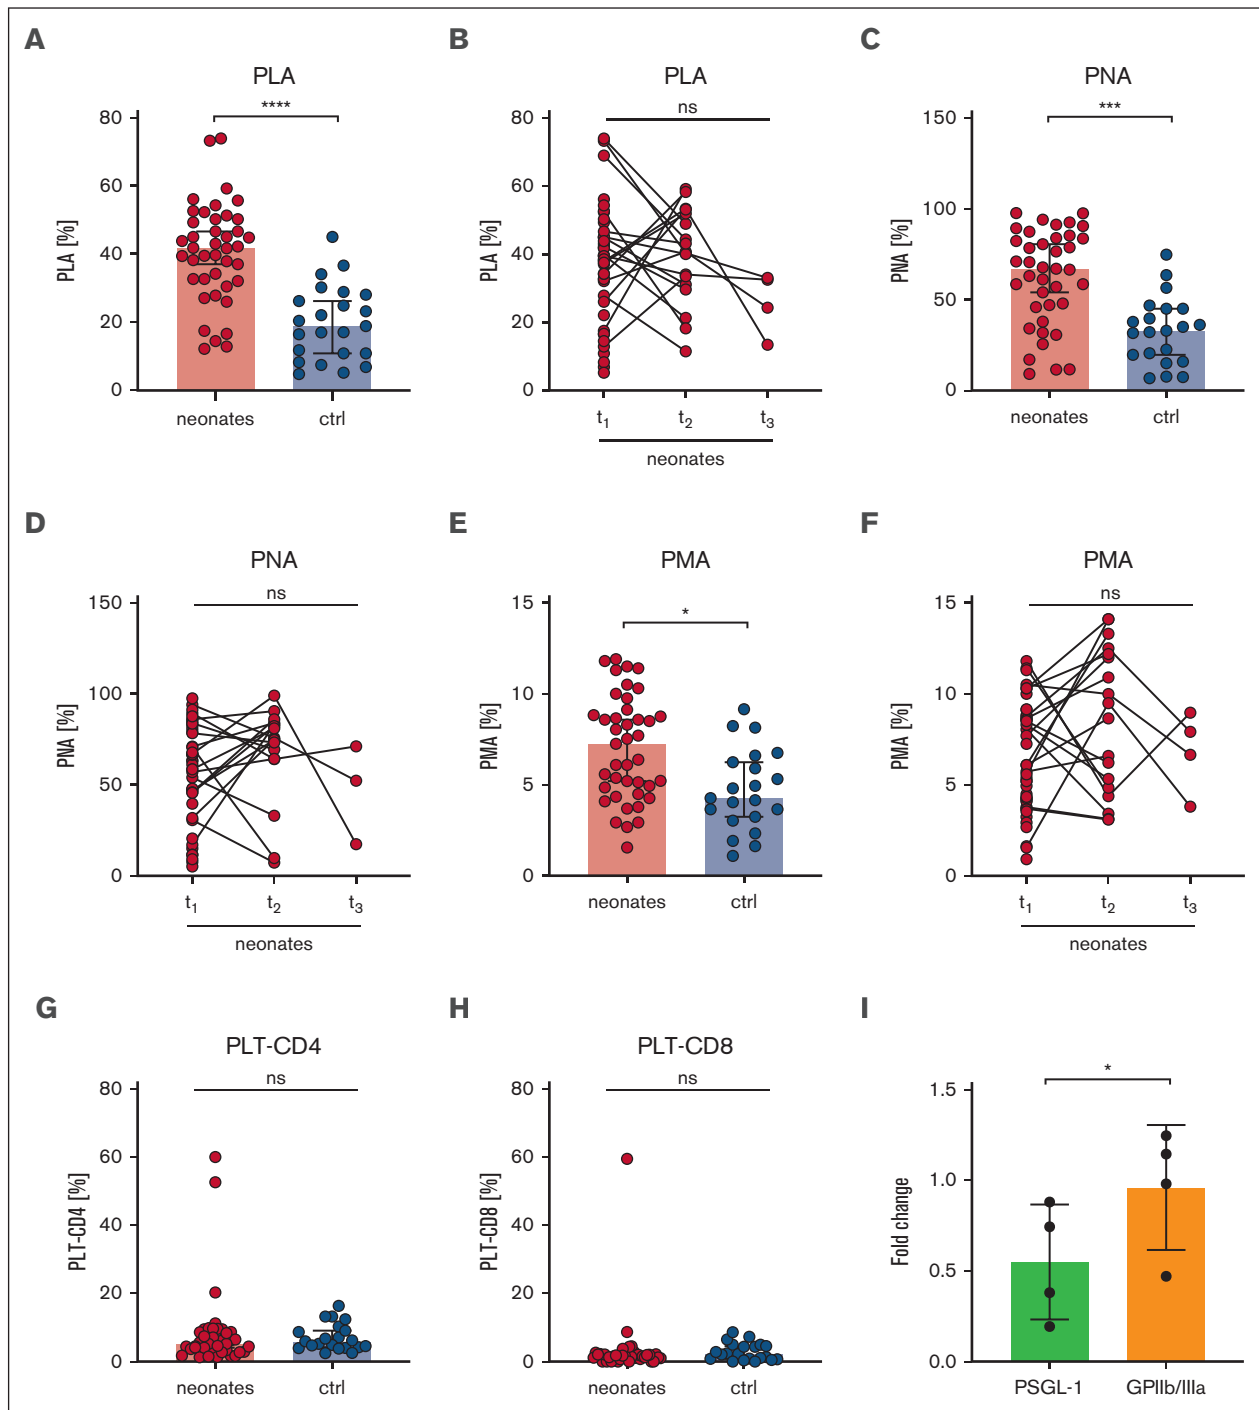 A
PLA
****
PLA [%]
80
60
40
20
0
neonates ctrl
B
PLA
ns
PLA [%]
80
60
40
20
0
t1 t2 t3
neonates
C
PNA
***
PNA [%]
150
100
50
0
neonates ctrl
D
PNA
ns
PNA [%]
150
100
50
0
t1 t2 t3
neonates
E
PMA
*
PMA [%]
15
10
5
0
neonates ctrl
F
PMA
ns
PMA [%]
15
10
5
0
t1 t2 t3
neonates
G
PLT-CD4
ns
PLT-CD4 [%]
80
60
40
20
0
neonates ctrl
H
PLT-CD8
ns
PLT-CD8 [%]
80
60
40
20
0
neonates ctrl
I
*
Fold change
1.5
1.0
0.5
0.0
PSGL-1 GPIIb/IIIa